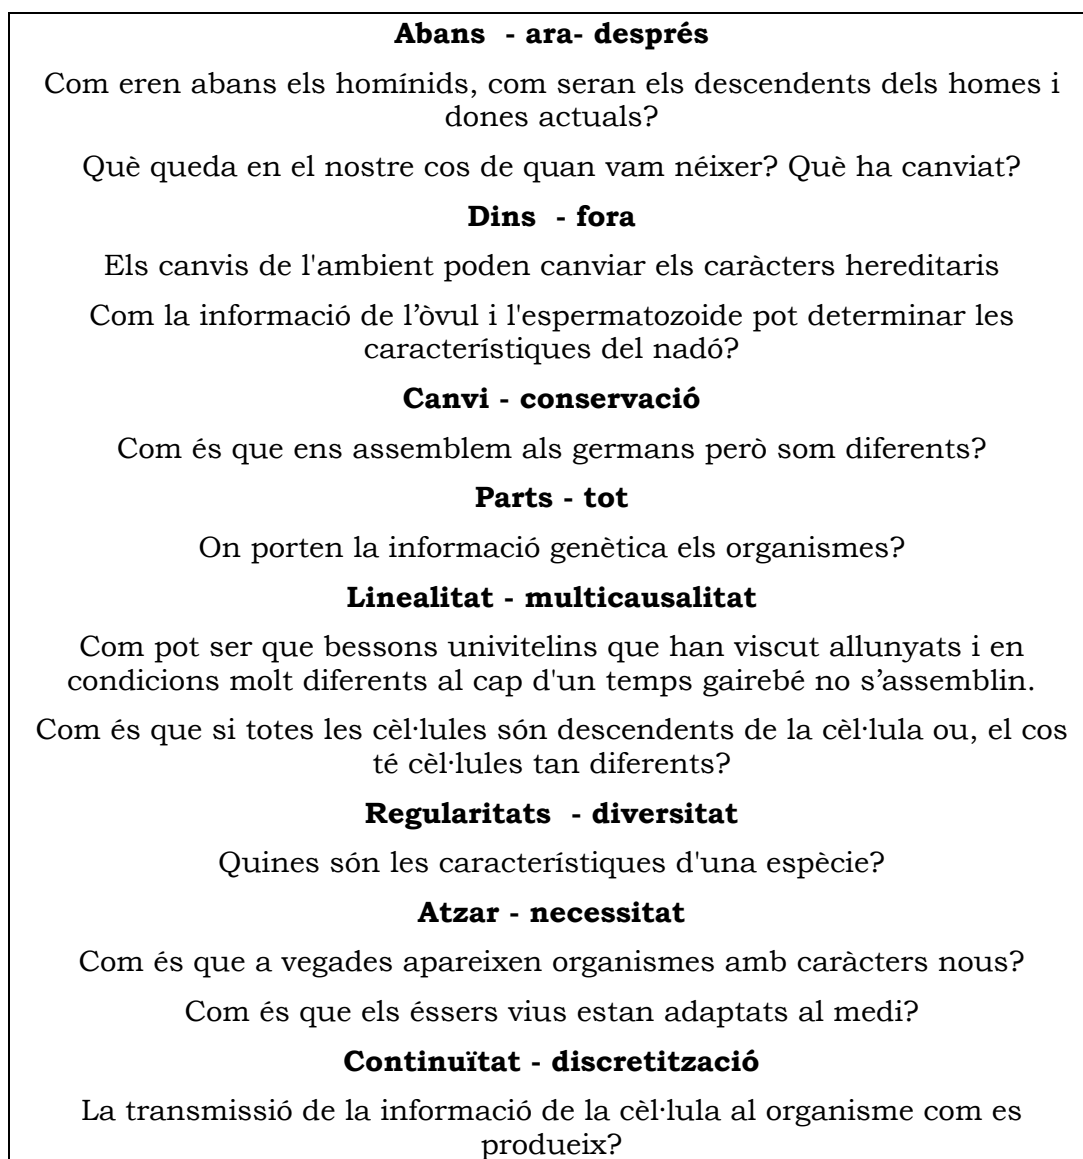 Abans  - ara- després
Com eren abans els homínids, com seran els descendents dels homes i
dones actuals?
Què queda en el nostre cos de quan vam néixer? Què ha canviat?
Dins  - fora
Els canvis de l'ambient poden canviar els caràcters hereditaris
Com la informació de l’òvul i l'espermatozoide pot determinar les
característiques del nadó?
Canvi - conservació
Com és que ens assemblem als germans però som diferents?
Parts - tot
On porten la informació genètica els organismes?
Linealitat - multicausalitat
Com pot ser que bessons univitelins que han viscut allunyats i en
condicions molt diferents al cap d'un temps gairebé no s’assemblin.
Com és que si totes les cèl·lules són descendents de la cèl·lula ou, el cos
té cèl·lules tan diferents?
Regularitats  - diversitat
Quines són les característiques d'una espècie?
Atzar - necessitat
Com és que a vegades apareixen organismes amb caràcters nous?
Com és que els éssers vius estan adaptats al medi?
Continuïtat - discretització
La transmissió de la informació de la cèl·lula al organisme com es
produeix?